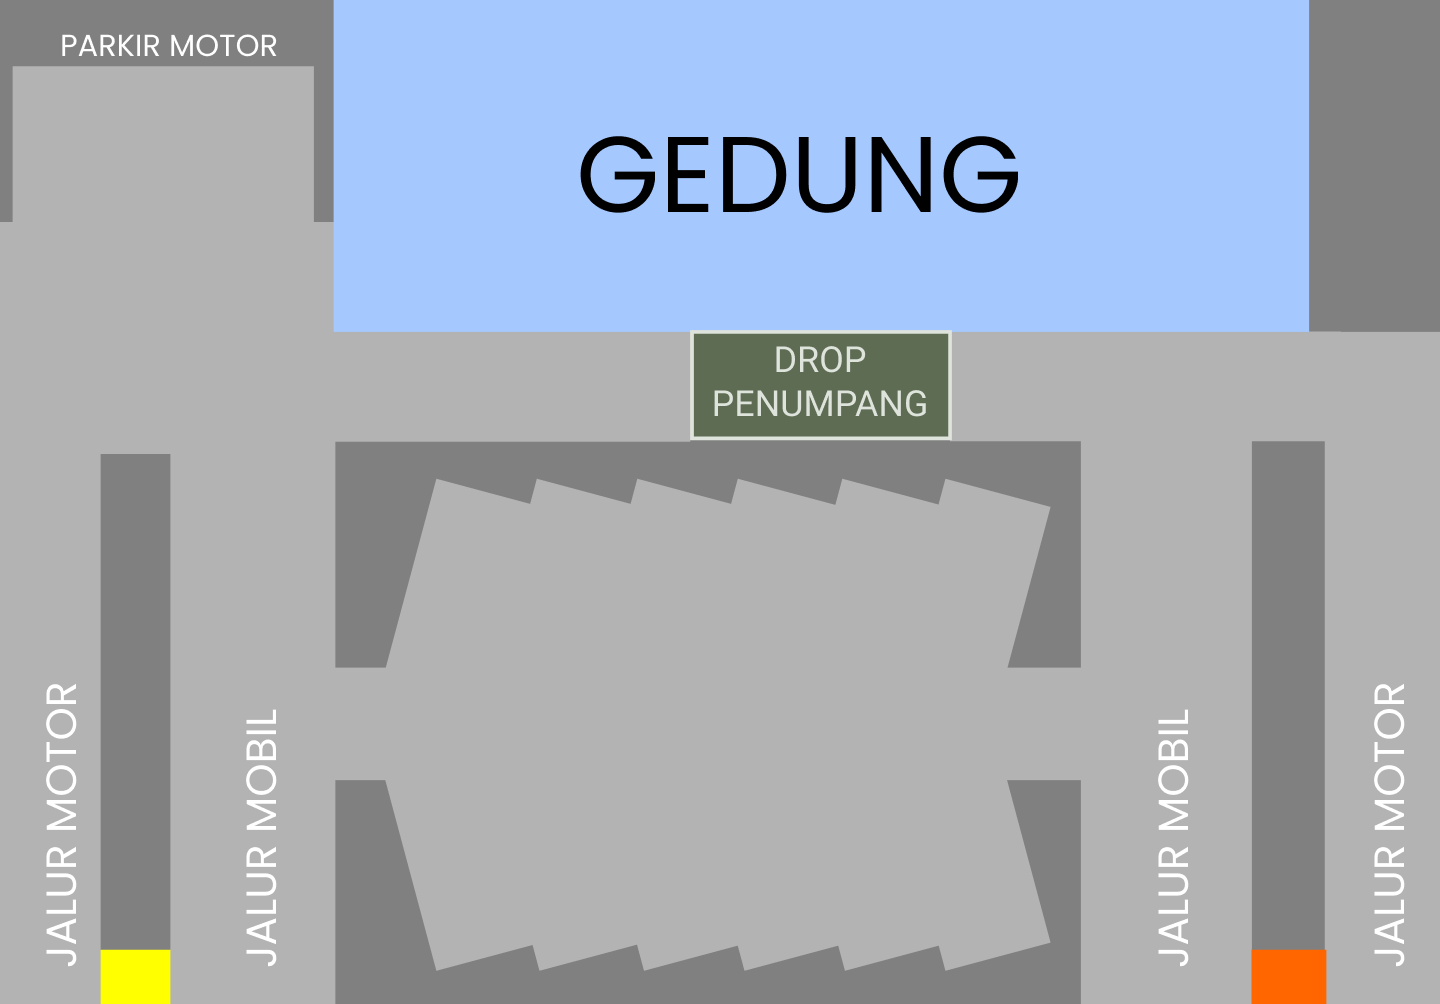 PARKIR MOTOR
GEDUNG
DROP
PENUMPANG
JALUR MOTOR
JALUR MOBIL
JALUR MOBIL
JALUR MOTOR